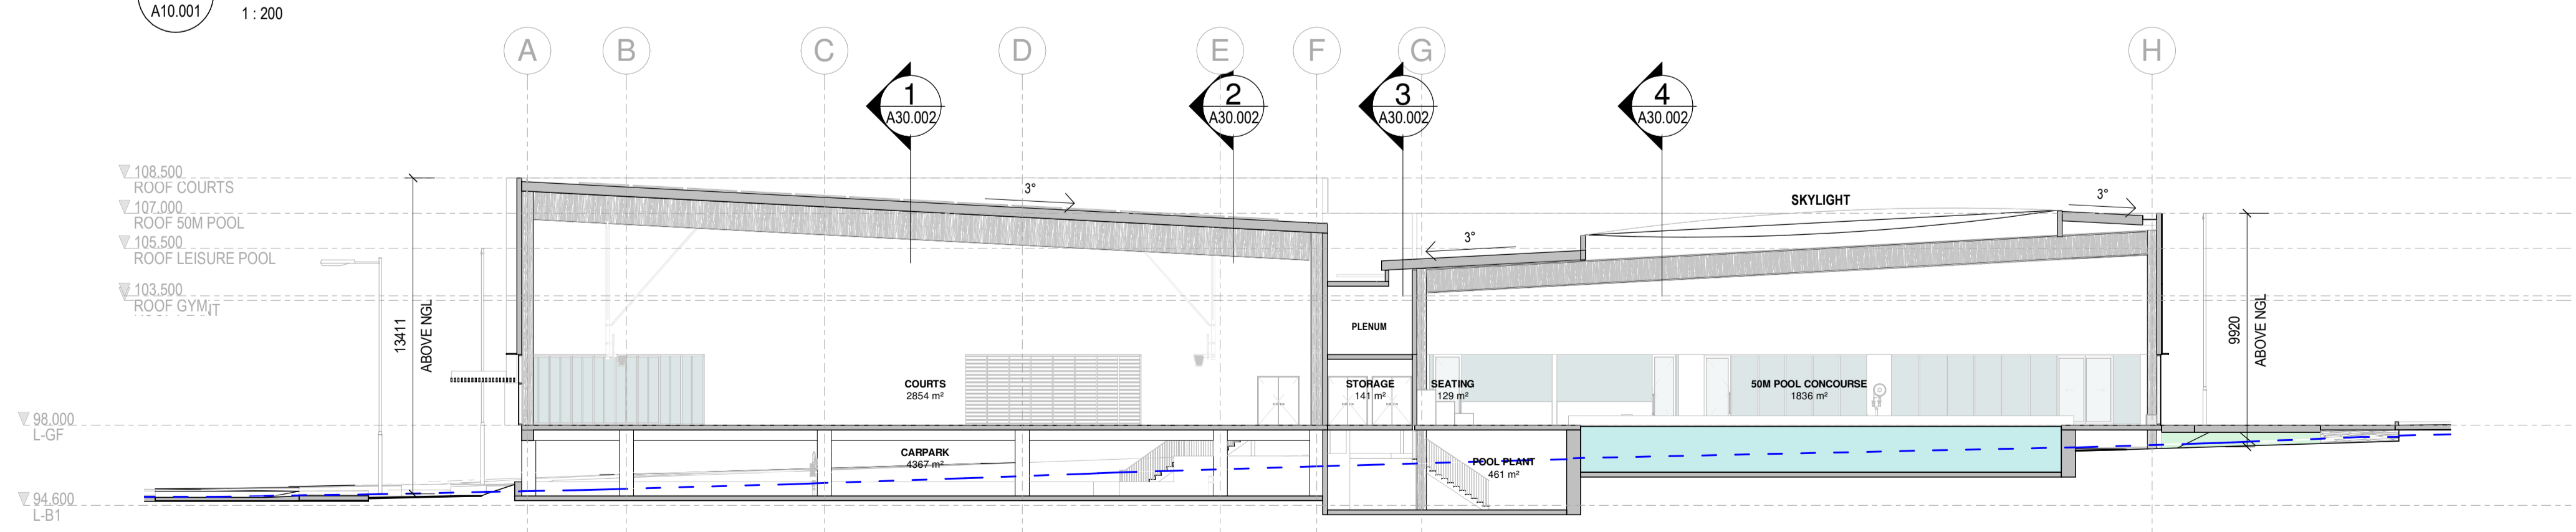 A10.001
1 : 200
A
B
C
D
E
F
G
H
1
A30.002
2
A30.002
3
A30.002
4
A30.002
108.500
ROOF COURTS
107.000
ROOF 50M POOL
105.500
ROOF LEISURE POOL
103.500
ROOF GYM
98.000
L-GF
94.600
L-B1
13411
ABOVE NGL
3°
3°
SKYLIGHT
3°
PLENUM
COURTS
2854 m²
STORAGE
141 m²
SEATING
129 m²
50M POOL CONCOURSE
1836 m²
9920
ABOVE NGL
CARPARK
4367 m²
POOL PLANT
461 m²